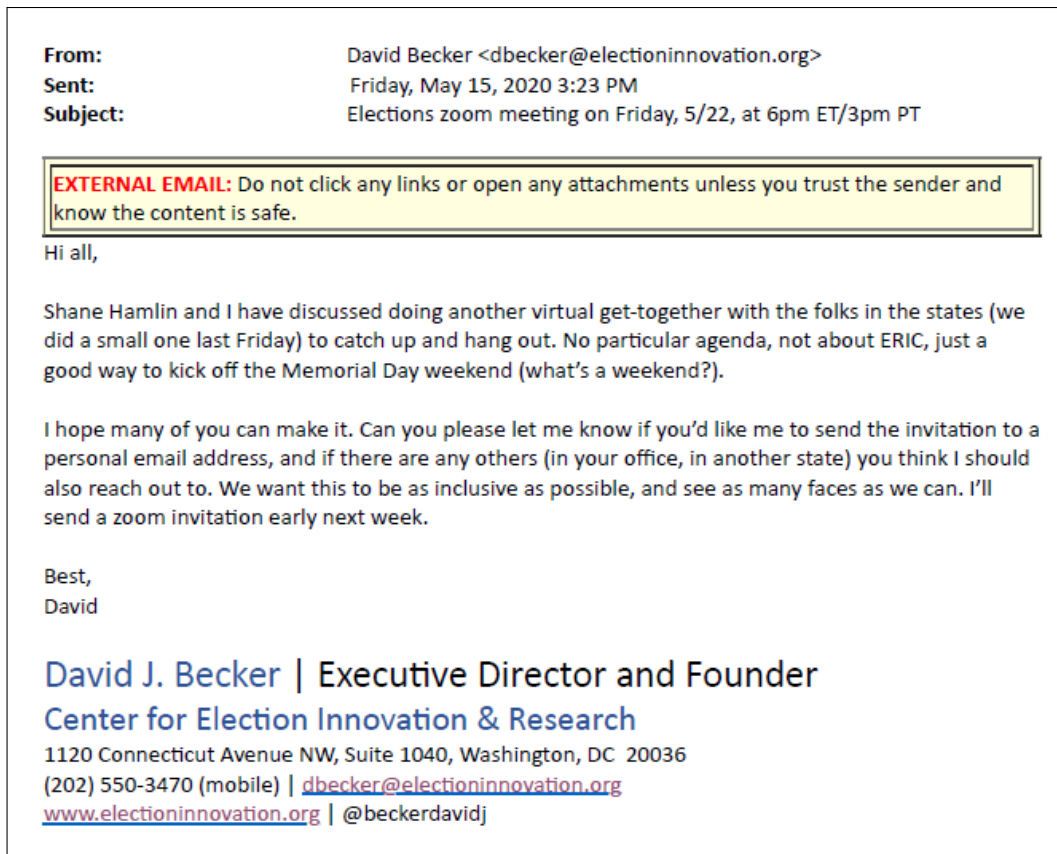 From: David Becker <dbecker@electioninnovation.org>
Sent: Friday, May 15, 2020 3:23 PM
Subject: Elections zoom meeting on Friday, 5/22, at 6pm ET/3pm PT
EXTERNAL EMAIL: Do not click any links or open any attachments unless you trust the sender and
know the content is safe.
Hi all,
Shane Hamlin and I have discussed doing another virtual get-together with the folks in the states (we
did a small one last Friday) to catch up and hang out. No particular agenda, not about ERIC, just a
good way to kick off the Memorial Day weekend (what's a weekend?).
I hope many of you can make it. Can you please let me know if you'd like me to send the invitation to a
personal email address, and if there are any others (in your office, in another state) you think I should
also reach out to. We want this to be as inclusive as possible, and see as many faces as we can. I'll
send a zoom invitation early next week.
Best,
David
David J. Becker | Executive Director and Founder
Center for Election Innovation & Research
1120 Connecticut Avenue NW, Suite 1040, Washington, DC 20036
(202) 550-3470 (mobile) | dbecker@electioninnovation.org
www.electioninnovation.org | @beckerdavidj